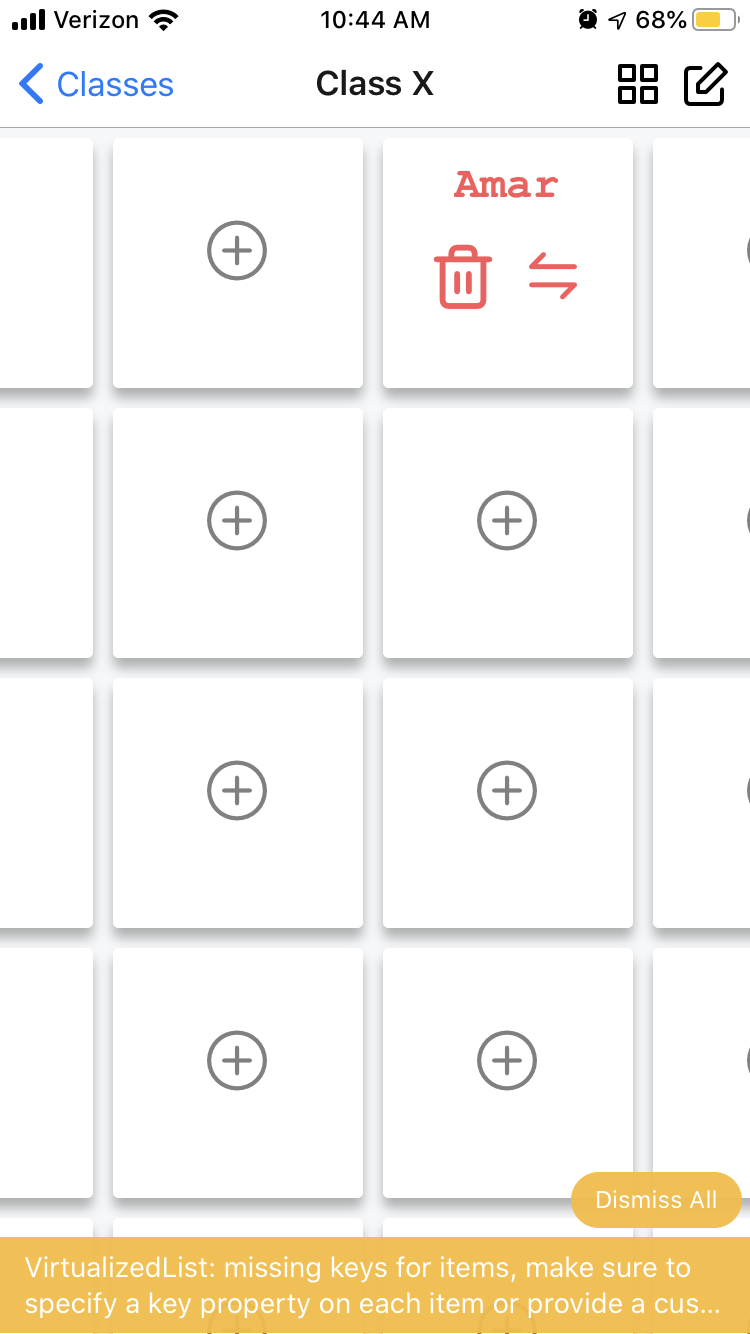 Verizon 10:44 AM 68%
Classes Class X
Amar
Dismiss All
VirtualizedList: missing keys for items, make sure to
specify a key property on each item or provide a cus...